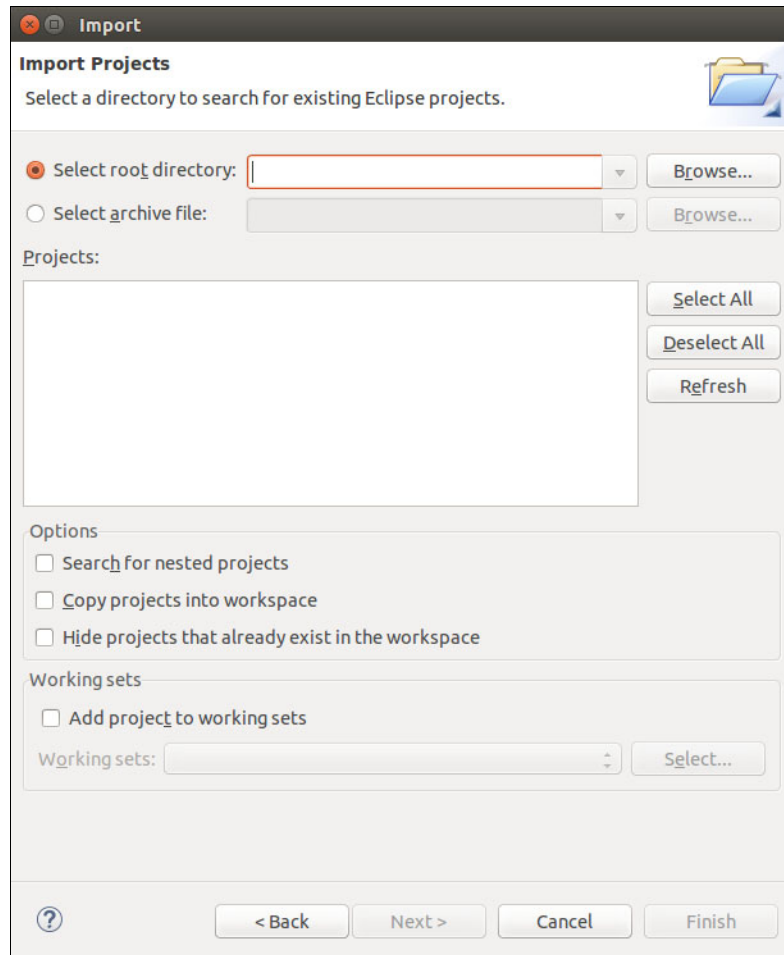 Import
Import Projects
Select a directory to search for existing Eclipse projects.
Select root directory:
Browse...
Select archive file:
Browse...
Projects:
Select All
Deselect All
Refresh
Options
Search for nested projects
Copy projects into workspace
Hide projects that already exist in the workspace
Working sets
Add project to working sets
Working sets:
Select...
?
< Back
Next >
Cancel
Finish